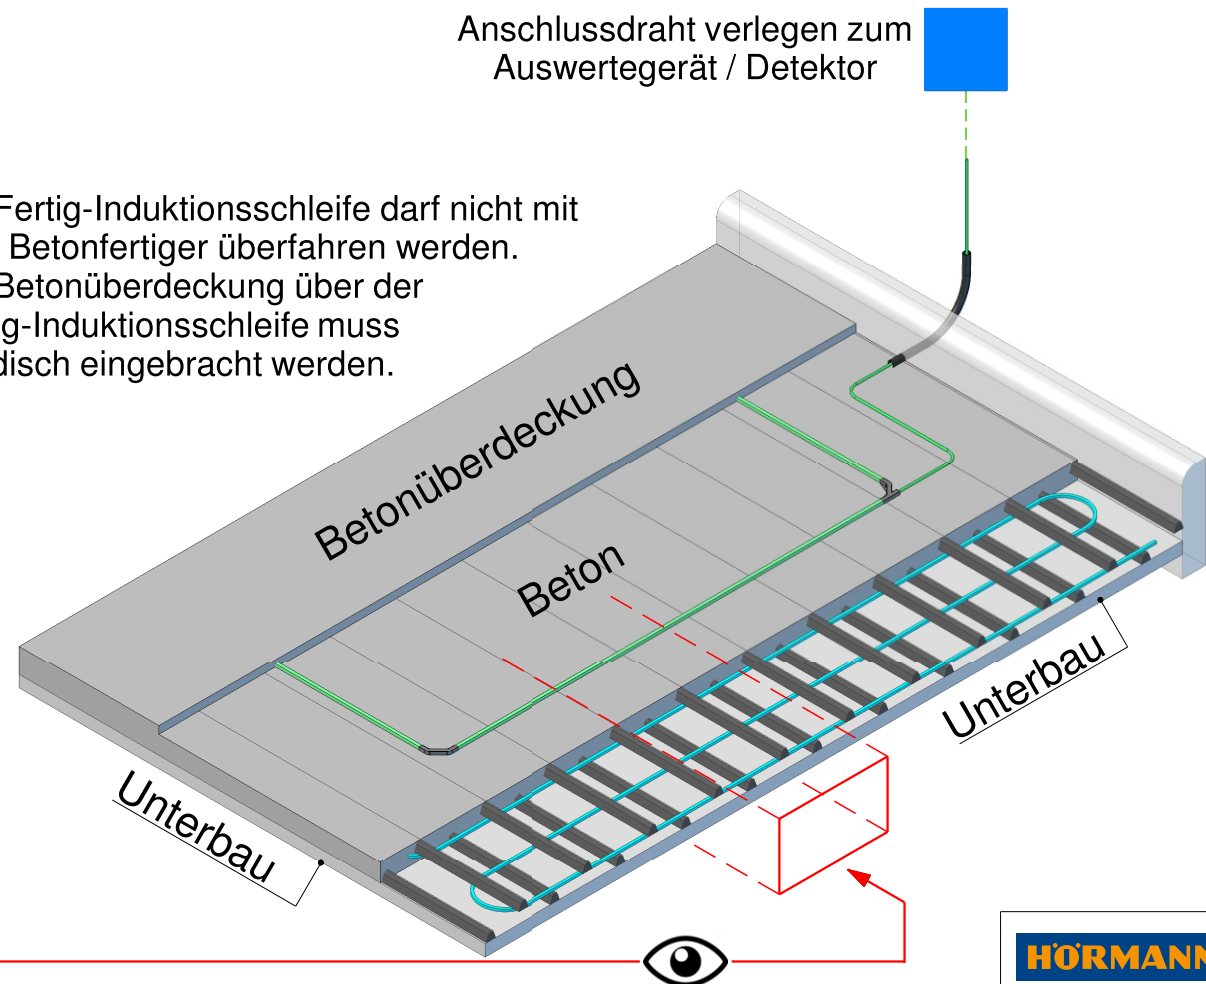 Anschlussdraht verlegen zum
Auswertegerät / Detektor
Fertig-Induktionsschleife darf nicht mit
Betonfertiger überfahren werden.
Betonüberdeckung über der
g-Induktionsschleife muss
disch eingebracht werden.
Betonüberdeckung
Beton
Unterbau
Unterbau
HÖRMANN